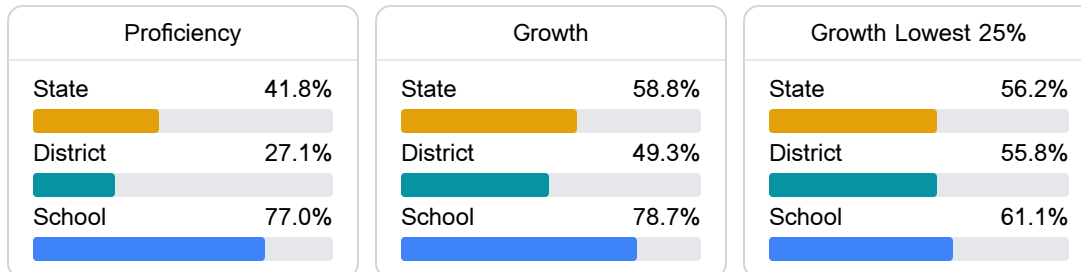 Proficiency
State 41.8%
District 27.1%
School 77.0%
Growth
State 58.8%
District 49.3%
School 78.7%
Growth Lowest 25%
State 56.2%
District 55.8%
School 61.1%